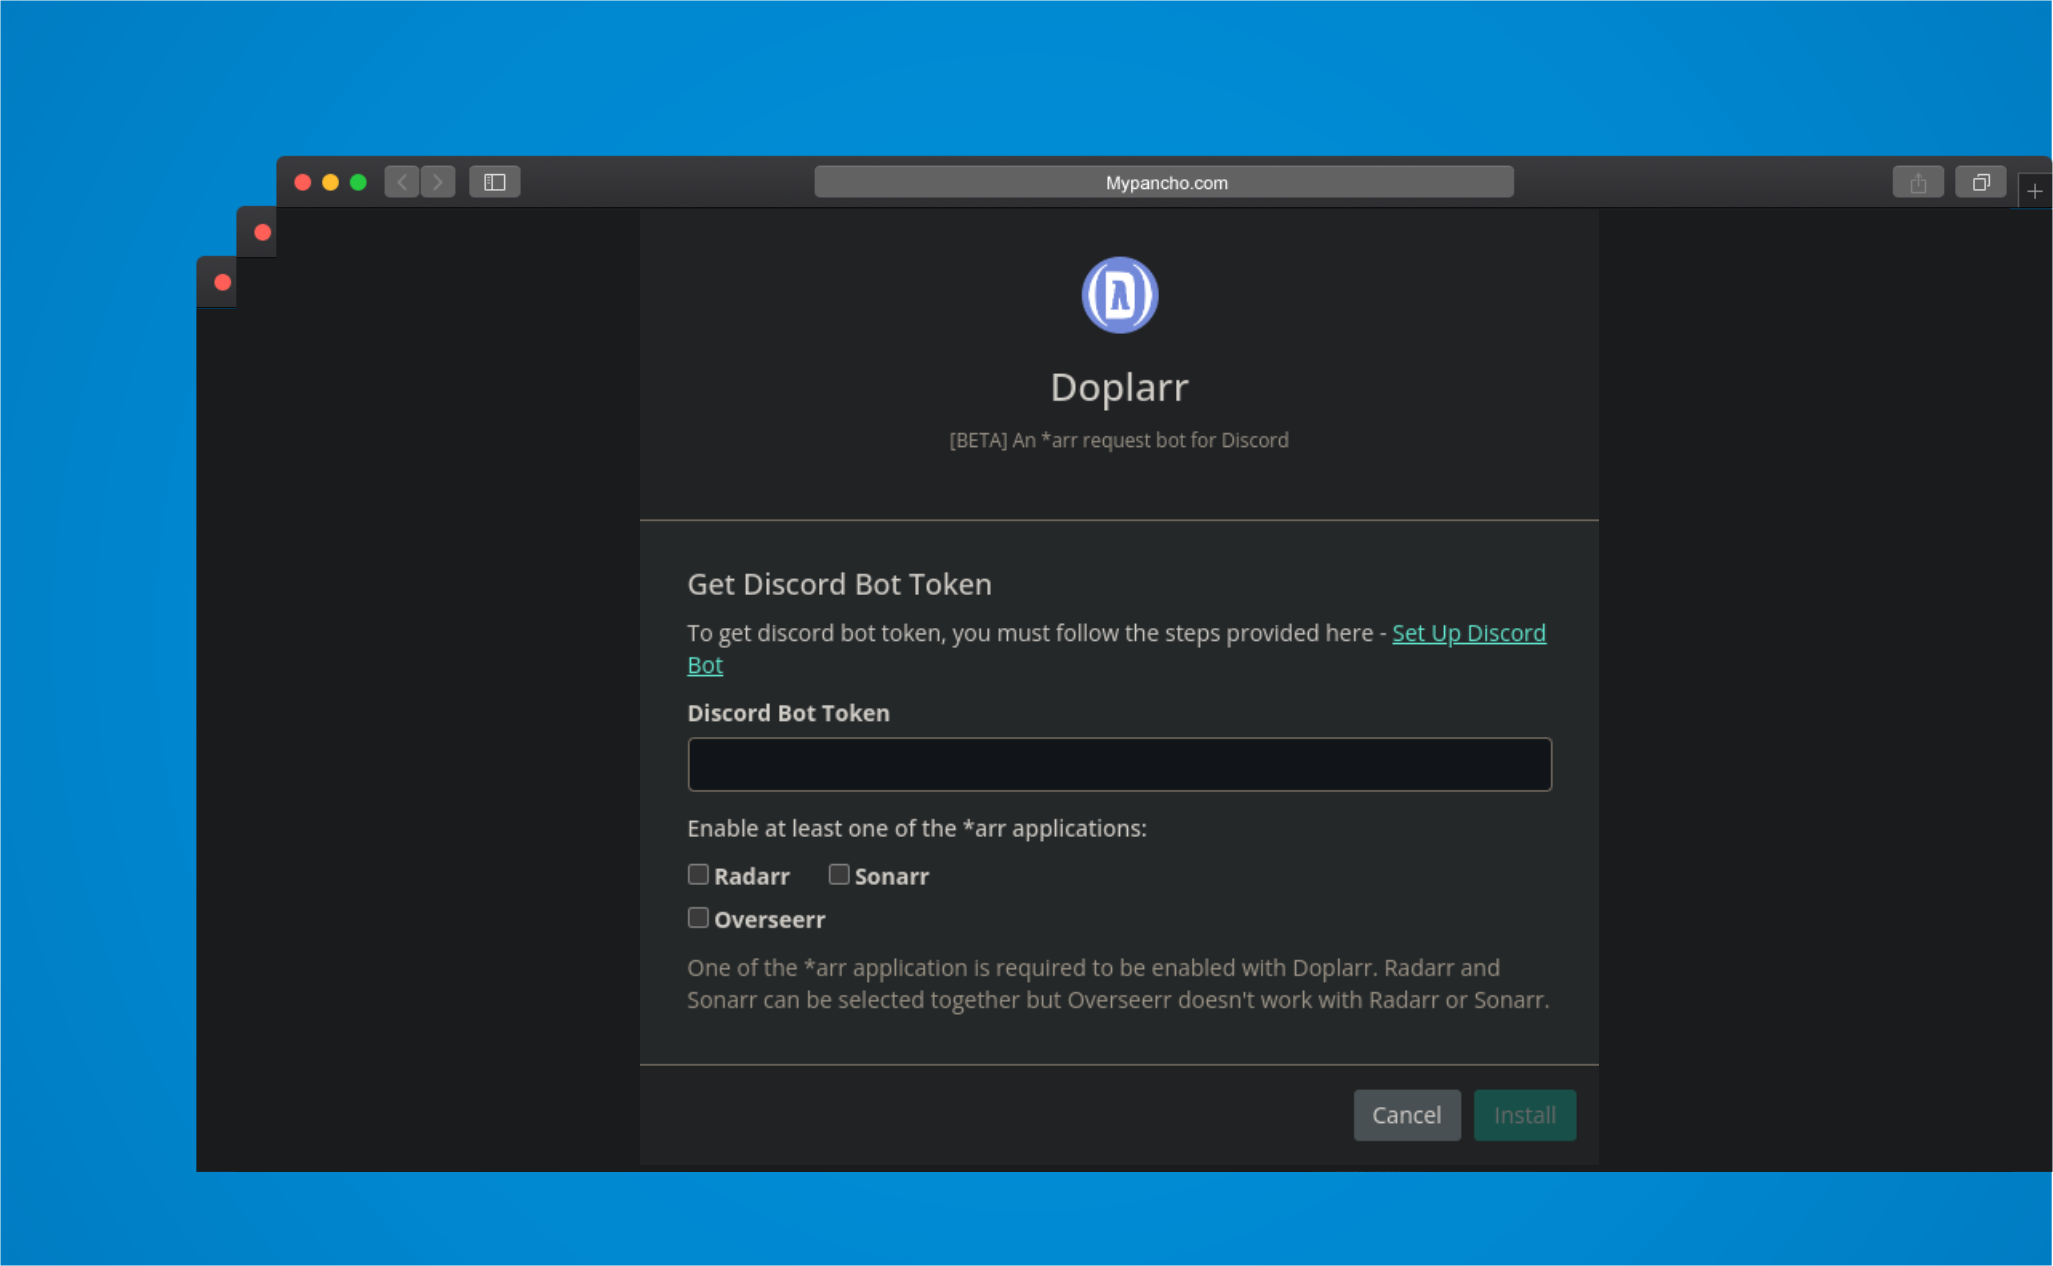 Mypancho.com
Doplarr
[BETA] An *arr request bot for Discord
Get Discord Bot Token
To get discord bot token, you must follow the steps provided here - Set Up Discord
Bot
Discord Bot Token
Enable at least one of the *arr applications:
Radarr Sonarr
Overseerr
One of the *arr application is required to be enabled with Doplarr. Radarr and
Sonarr can be selected together but Overseerr doesn't work with Radarr or Sonarr.
Cancel Install